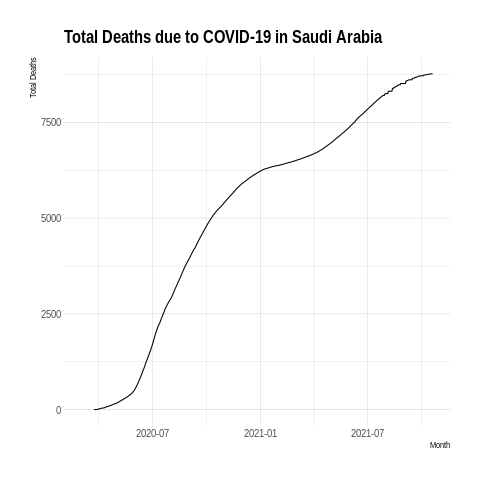 Total Deaths due to COVID-19 in Saudi Arabia
Total Deaths
7500
5000
2500
0
2020-07
2021-01
2021-07
Month